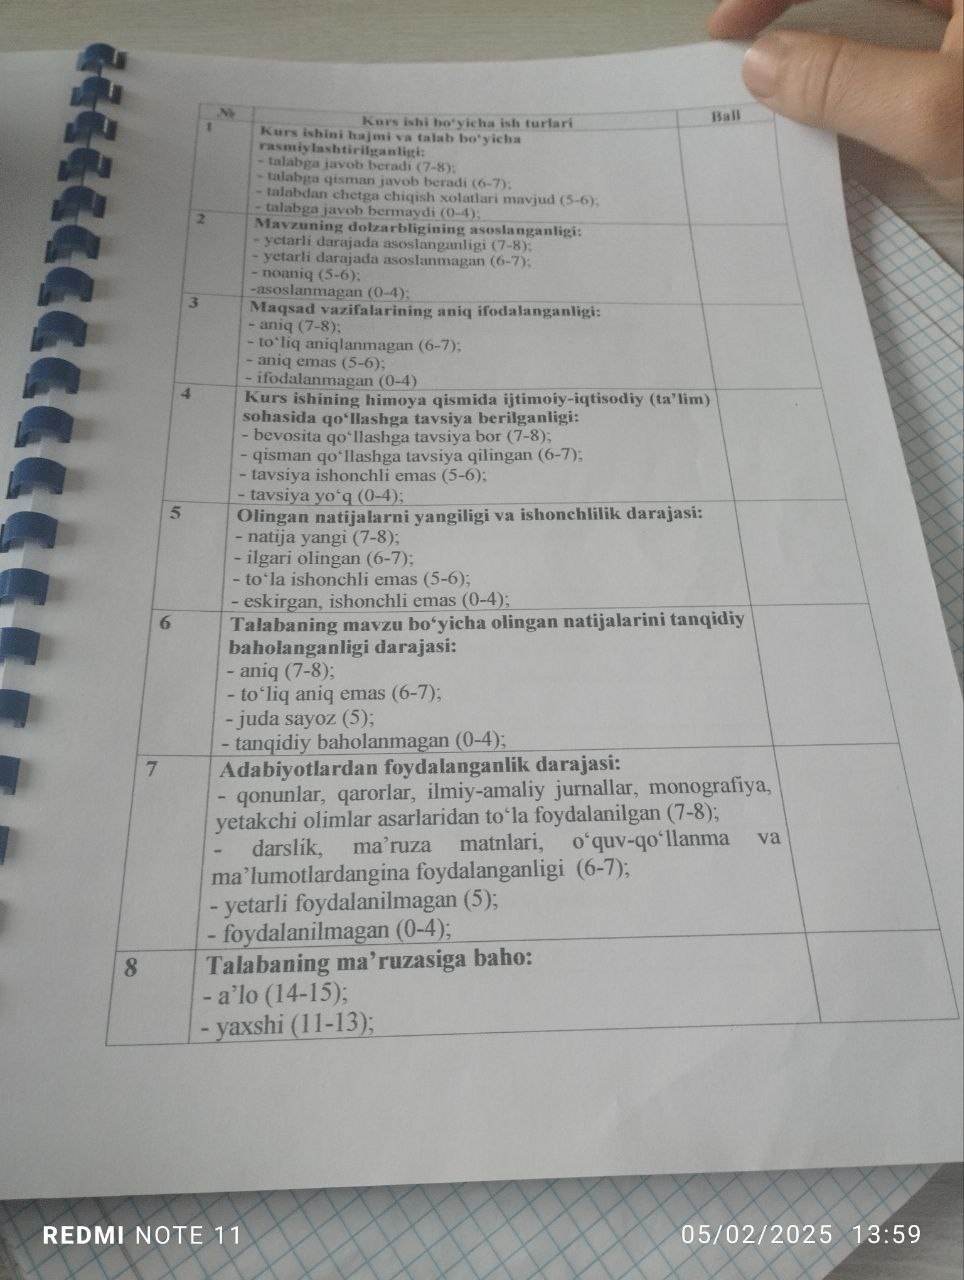 № Kurs ishi bo‘yicha ish turlari Ball
1 Kurs ishini hajmi va talab bo‘yicha
rasmiylashtirilganligi:
- talabga javob beradi (7-8);
- talabga qisman javob beradi (6-7);
- talabdan chetga chiqish xolatlari mavjud (5-6);
- talabga javob bermaydi (0-4);
2 Mavzuning dolzarbligining asoslanganligi:
- yetarli darajada asoslanganligi (7-8);
- yetarli darajada asoslanmagan (6-7);
- noaniq (5-6);
-asoslanmagan (0-4);
3 Maqsad vazifalarining aniq ifodalanganligi:
- aniq (7-8);
- to‘liq aniqlanmagan (6-7);
- aniq emas (5-6);
- ifodalanmagan (0-4)
4 Kurs ishining himoya qismida ijtimoiy-iqtisodiy (ta’lim)
sohasida qo‘llashga tavsiya berilganligi:
- bevosita qo‘llashga tavsiya bor (7-8);
- qisman qo‘llashga tavsiya qilingan (6-7);
- tavsiya ishonchli emas (5-6);
- tavsiya yo‘q (0-4);
5 Olingan natijalarni yangiligi va ishonchlilik darajasi:
- natija yangi (7-8);
- ilgari olingan (6-7);
- to‘la ishonchli emas (5-6);
- eskirgan, ishonchli emas (0-4);
6 Talabaning mavzu bo‘yicha olingan natijalarini tanqidiy
baholanganligi darajasi:
- aniq (7-8);
- to‘liq aniq emas (6-7);
- juda sayoz (5);
- tanqidiy baholanmagan (0-4);
7 Adabiyotlardan foydalanganlik darajasi:
- qonunlar, qarorlar, ilmiy-amaliy jurnallar, monografiya,
yetakchi olimlar asarlaridan to‘la foydalanilgan (7-8);
- darslik, ma’ruza matnlari, o‘quv-qo‘llanma va
ma’lumotlardangina foydalanganligi (6-7);
- yetarli foydalanilmagan (5);
- foydalanilmagan (0-4);
8 Talabaning ma’ruzasiga baho:
- a’lo (14-15);
- yaxshi (11-13);
REDMI NOTE 11 05/02/2025 13:59